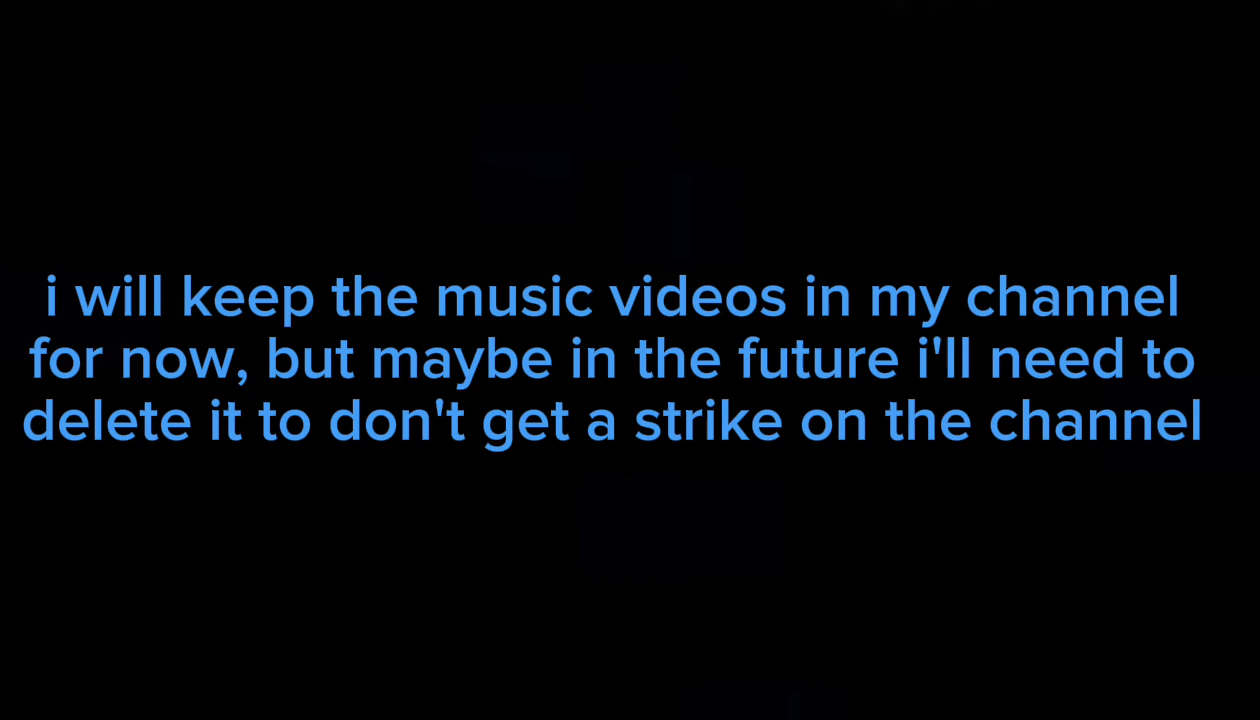 i will keep the music videos in my channel
for now, but maybe in the future i'll need to
delete it to don't get a strike on the channel